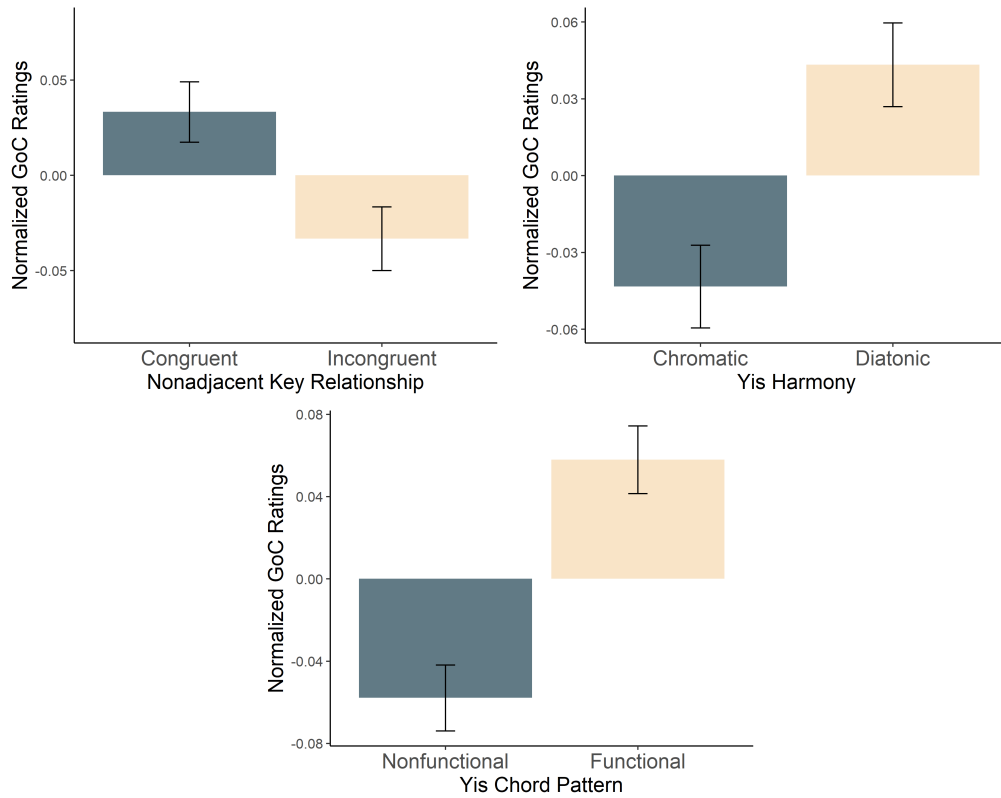 Normalized GoC Ratings
0.05
0.00
-0.05
Congruent Incongruent
Nonadjacent Key Relationship
Normalized GoC Ratings
0.06
0.03
0.00
-0.03
-0.06
Chromatic Diatonic
Yis Harmony
Normalized GoC Ratings
0.08
0.04
0.00
-0.04
-0.08
Nonfunctional Functional
Yis Chord Pattern